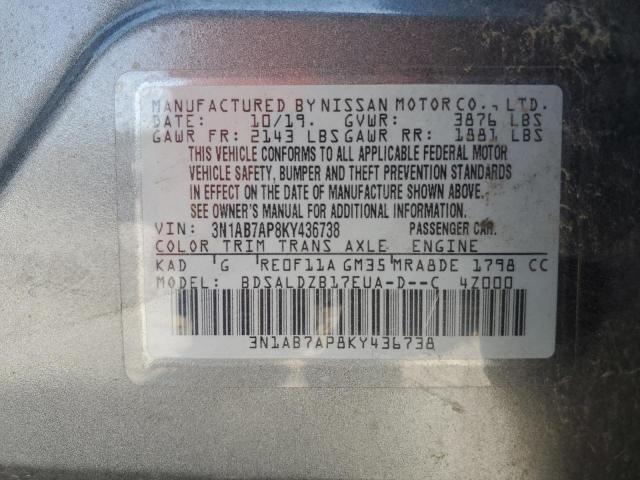 MANUFACTURED BY NISSAN MOTOR CO., LTD.
DATE: 10/19. GVWR: 3876 LBS
GAWR FR: 2143 LBS GAWR RR: 1881 LBS
THIS VEHICLE CONFORMS TO ALL APPLICABLE FEDERAL MOTOR
VEHICLE SAFETY, BUMPER AND THEFT PREVENTION STANDARDS
IN EFFECT ON THE DATE OF MANUFACTURE SHOWN ABOVE.
SEE OWNER'S MANUAL FOR ADDITIONAL INFORMATION.
VIN: 3N1AB7AP8KY436738 PASSENGER CAR.
COLOR TRIM TRANS AXLE ENGINE
KAD G RE0F11A GM35 MRA8DE 1798 CC
MODEL: BDSALDZB17EUA-D--C 4Z000
3N1AB7AP8KY436738